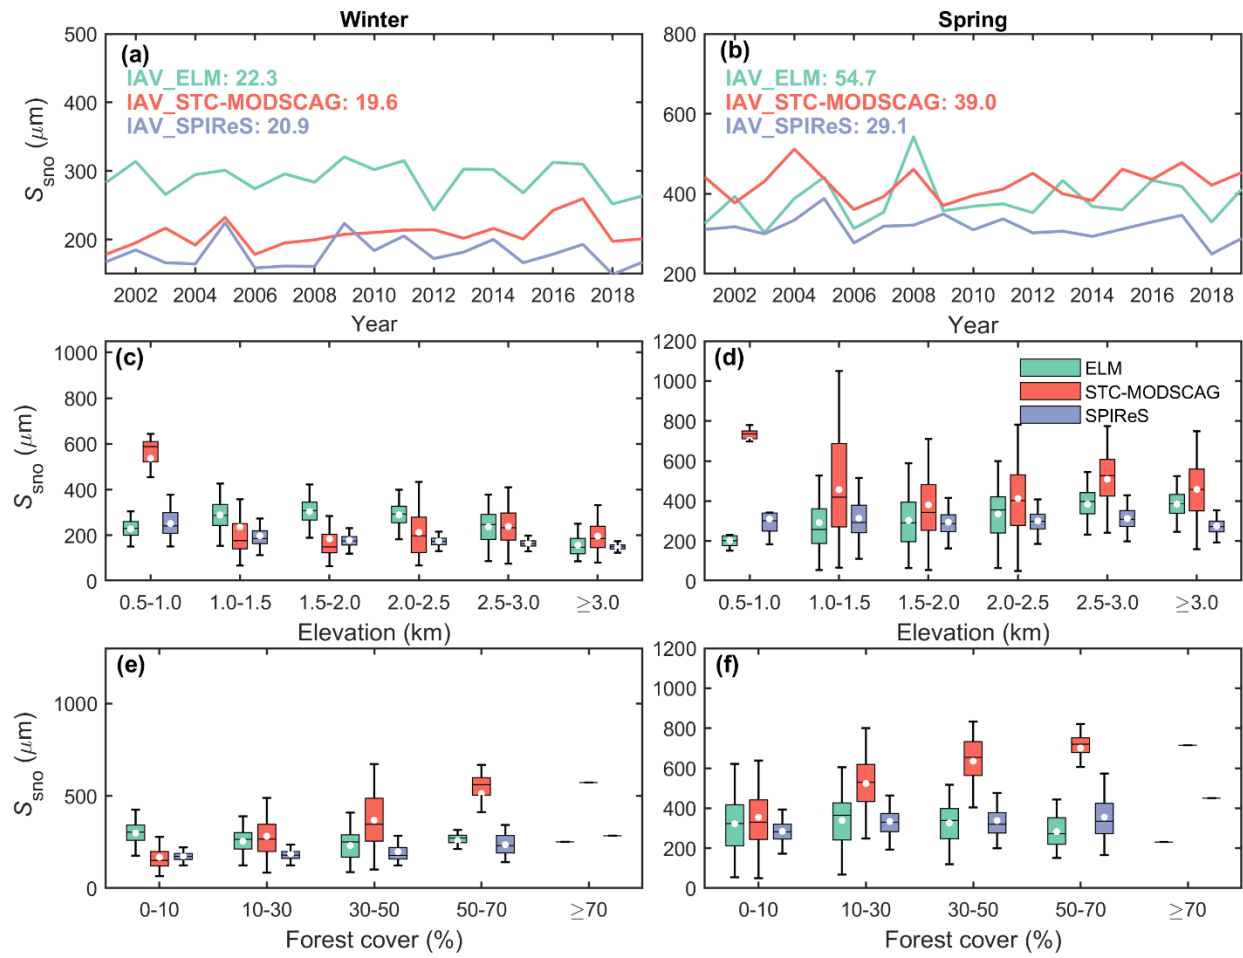 Winter
Spring
(a)
IAV_ELM: 22.3
IAV_STC-MODSCAG: 19.6
IAV_SPIReS: 20.9
500
400
300
200
S_sno (μm)
2002 2004 2006 2008 2010 2012 2014 2016 2018
Year
(b)
IAV_ELM: 54.7
IAV_STC-MODSCAG: 39.0
IAV_SPIReS: 29.1
800
600
400
200
2002 2004 2006 2008 2010 2012 2014 2016 2018
Year
(c)
1000
800
600
400
200
0
S_sno (μm)
0.5-1.0 1.0-1.5 1.5-2.0 2.0-2.5 2.5-3.0 ≥3.0
Elevation (km)
(d)
ELM
STC-MODSCAG
SPIReS
1200
1000
800
600
400
200
0
0.5-1.0 1.0-1.5 1.5-2.0 2.0-2.5 2.5-3.0 ≥3.0
Elevation (km)
(e)
1000
500
0
S_sno (μm)
0-10 10-30 30-50 50-70 ≥70
Forest cover (%)
(f)
1200
1000
800
600
400
200
0
0-10 10-30 30-50 50-70 ≥70
Forest cover (%)